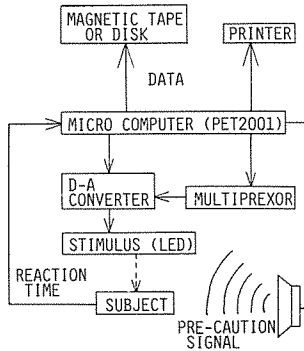 MAGNETIC TAPE
OR DISK
PRINTER
DATA
MICRO COMPUTER (PET2001)
D-A
CONVERTER
MULTIPREXOR
STIMULUS (LED)
REACTION
TIME
SUBJECT
PRE-CAUTION
SIGNAL